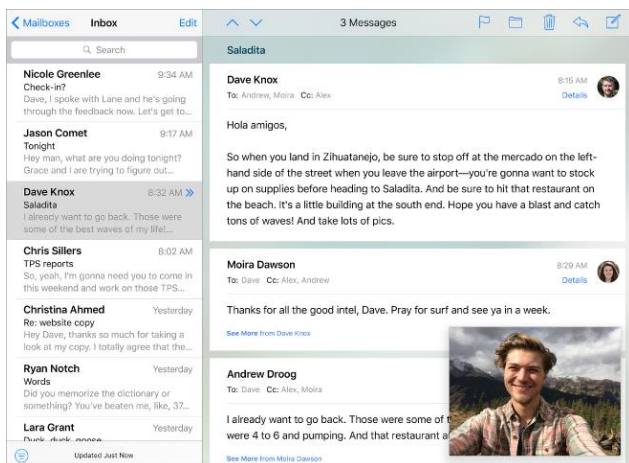 Mailboxes Inbox Edit
Search
Nicole Greenlee 9:34 AM
Check-in?
Dave, I spoke with Lane and he's going
through the feedback now. Let's get to...
Jason Comet 9:17 AM
Tonight
Hey man, what are you doing tonight?
Grace and I are trying to figure out...
Dave Knox 8:32 AM
Saladita
I already want to go back. Those were
some of the best waves of my life!...
Chris Sillers 8:02 AM
TPS reports
So, yeah, I'm gonna need you to come in
this weekend and work on those TPS...
Christina Ahmed Yesterday
Re: website copy
Hey Dave, thanks so much for taking a
look at my copy. I totally agree that the...
Ryan Notch Yesterday
Words
Did you memorize the dictionary or
something? You've beaten me, like, 37...
Lara Grant Yesterday
Duck, duck, goose
Updated Just Now
3 Messages
Saladita
Dave Knox 8:15 AM
To: Andrew, Moira Cc: Alex Details
Hola amigos,
So when you land in Zihuatanejo, be sure to stop off at the mercado on the left-
hand side of the street when you leave the airport—you're gonna want to stock
up on supplies before heading to Saladita. And be sure to hit that restaurant on
the beach. It's a little building at the south end. Hope you have a blast and catch
tons of waves! And take lots of pics.
Moira Dawson 8:29 AM
To: Dave Cc: Alex, Andrew Details
Thanks for all the good intel, Dave. Pray for surf and see ya in a week.
See More from Dave Knox
Andrew Droog
To: Dave Cc: Alex, Moira
I already want to go back. Those were some of t
were 4 to 6 and pumping. And that restaurant a
See More from Moira Dawson